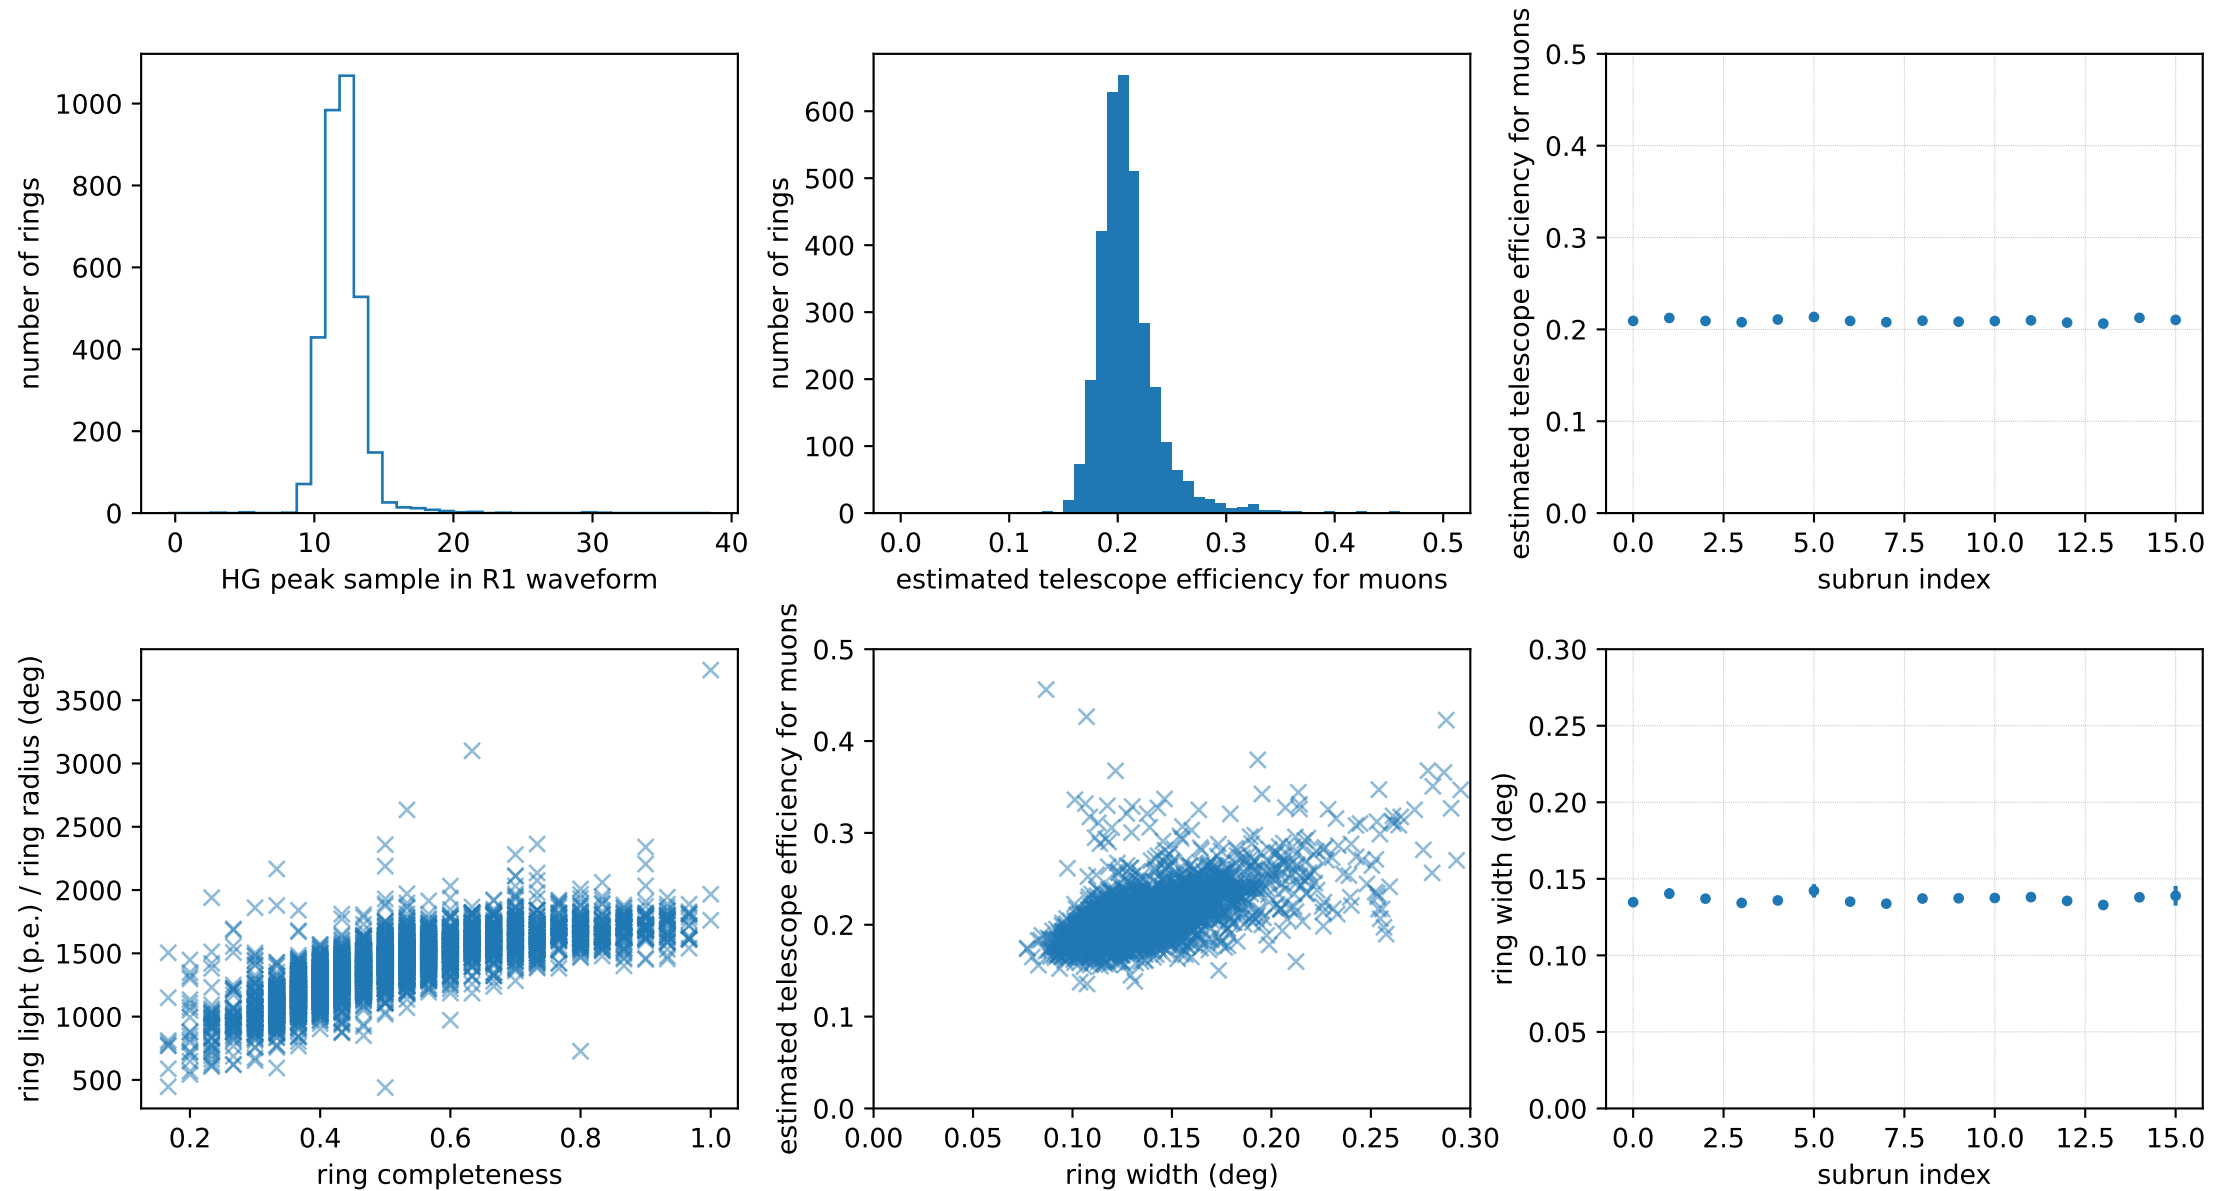 1000
800
600
400
200
0
number of rings
0 10 20 30 40
HG peak sample in R1 waveform
600
500
400
300
200
100
0
number of rings
0.0 0.1 0.2 0.3 0.4 0.5
estimated telescope efficiency for muons
0.5
0.4
0.3
0.2
0.1
0.0
estimated telescope efficiency for muons
0.0 2.5 5.0 7.5 10.0 12.5 15.0
subrun index
3500
3000
2500
2000
1500
1000
500
ring light (p.e.) / ring radius (deg)
0.2 0.4 0.6 0.8 1.0
ring completeness
0.5
0.4
0.3
0.2
0.1
0.0
estimated telescope efficiency for muons
0.00 0.05 0.10 0.15 0.20 0.25 0.30
ring width (deg)
0.30
0.25
0.20
0.15
0.10
0.05
0.00
ring width (deg)
0.0 2.5 5.0 7.5 10.0 12.5 15.0
subrun index